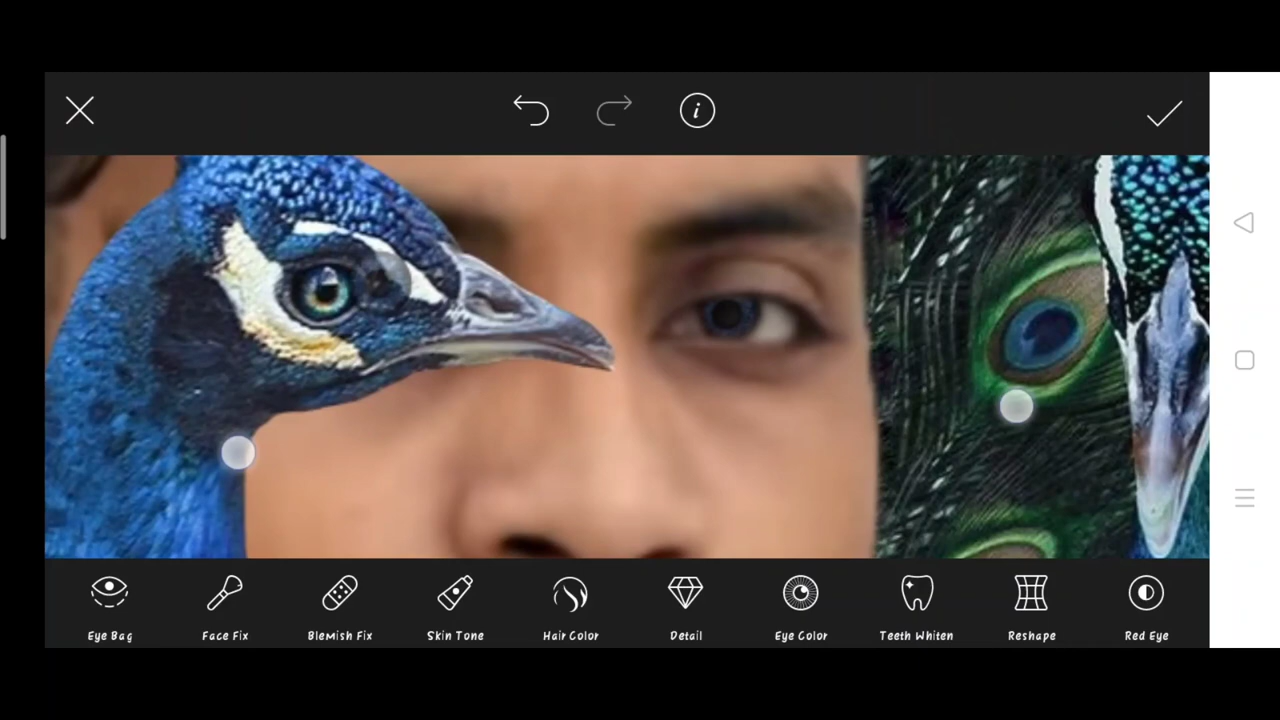 Eye Bag
Face Fix
Blemish Fix
Skin Tone
Hair Color
Detail
Eye Color
Teeth Whiten
Reshape
Red Eye